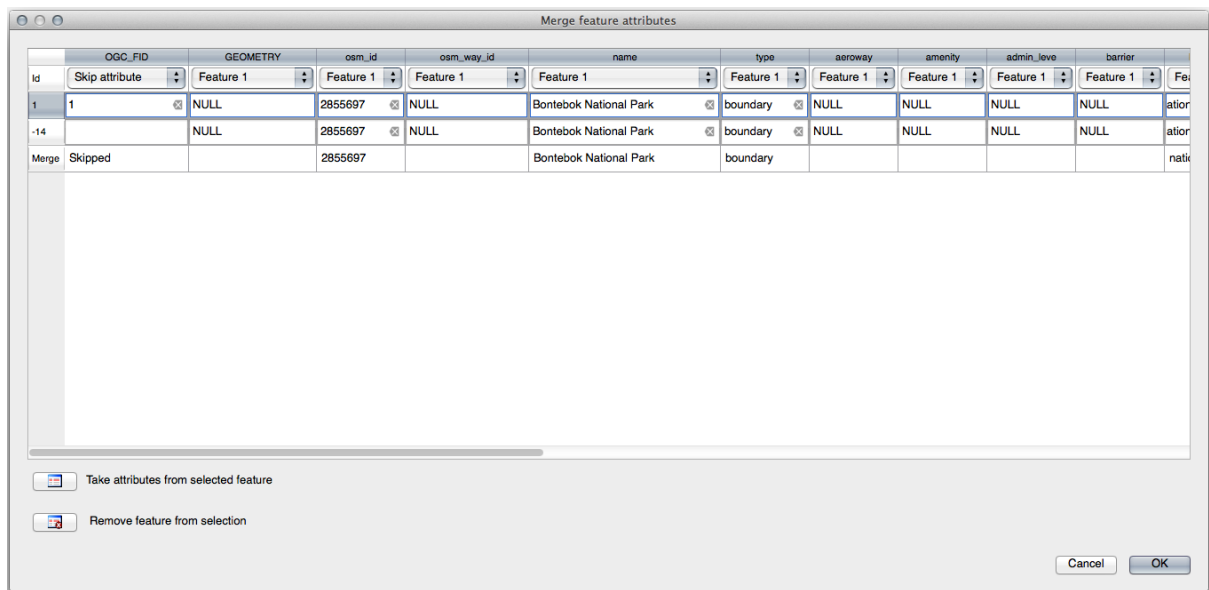 Merge feature attributes
OGC_FID GEOMETRY osm_id osm_way_id name type aeroway amenity admin_leve barrier
Id Skip attribute Feature 1 Feature 1 Feature 1 Feature 1 Feature 1 Feature 1 Feature 1 Feature 1 Feature 1
1 1 NULL 2855697 NULL Bontebok National Park boundary NULL NULL NULL NULL
-14 NULL 2855697 NULL Bontebok National Park boundary NULL NULL NULL NULL
Merge Skipped 2855697 Bontebok National Park boundary
Take attributes from selected feature
Remove feature from selection
Cancel OK